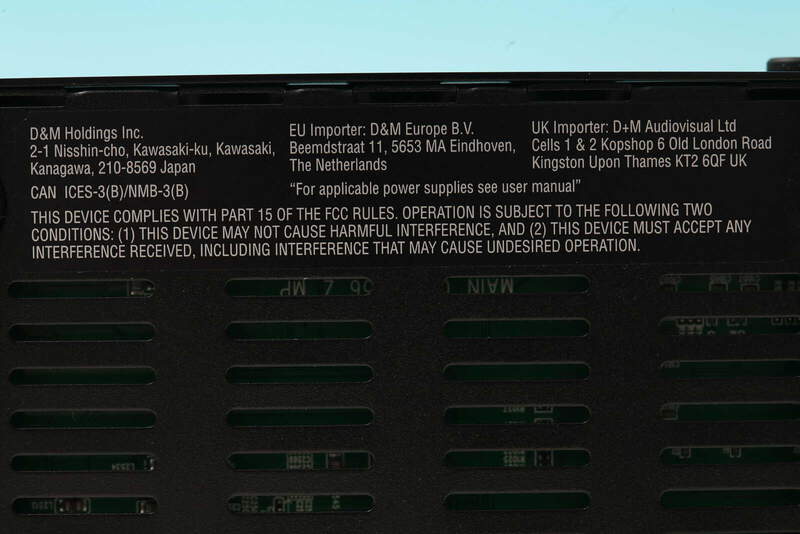 D&M Holdings Inc.
2-1 Nisshin-cho, Kawasaki-ku, Kawasaki,
Kanagawa, 210-8569 Japan
CAN ICES-3(B)/NMB-3(B)
EU Importer: D&M Europe B.V.
Beemdstraat 11, 5653 MA Eindhoven,
The Netherlands
"For applicable power supplies see user manual"
UK Importer: D+M Audiovisual Ltd
Cells 1 & 2 Kopshop 6 Old London Road
Kingston Upon Thames KT2 6QF UK
THIS DEVICE COMPLIES WITH PART 15 OF THE FCC RULES. OPERATION IS SUBJECT TO THE FOLLOWING TWO
CONDITIONS: (1) THIS DEVICE MAY NOT CAUSE HARMFUL INTERFERENCE, AND (2) THIS DEVICE MUST ACCEPT ANY
INTERFERENCE RECEIVED, INCLUDING INTERFERENCE THAT MAY CAUSE UNDESIRED OPERATION.
MAIN